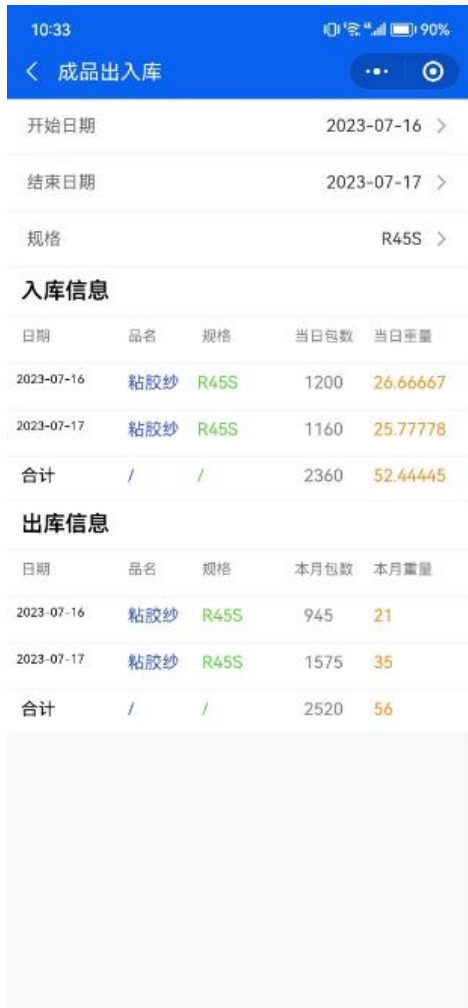 10:33 90%
成品出入库
开始日期 2023-07-16
结束日期 2023-07-17
规格 R45S
入库信息
日期 品名 规格 当日包数 当日重量
2023-07-16 粘胶纱 R45S 1200 26.66667
2023-07-17 粘胶纱 R45S 1160 25.77778
合计 / / 2360 52.44445
出库信息
日期 品名 规格 本月包数 本月重量
2023-07-16 粘胶纱 R45S 945 21
2023-07-17 粘胶纱 R45S 1575 35
合计 / / 2520 56